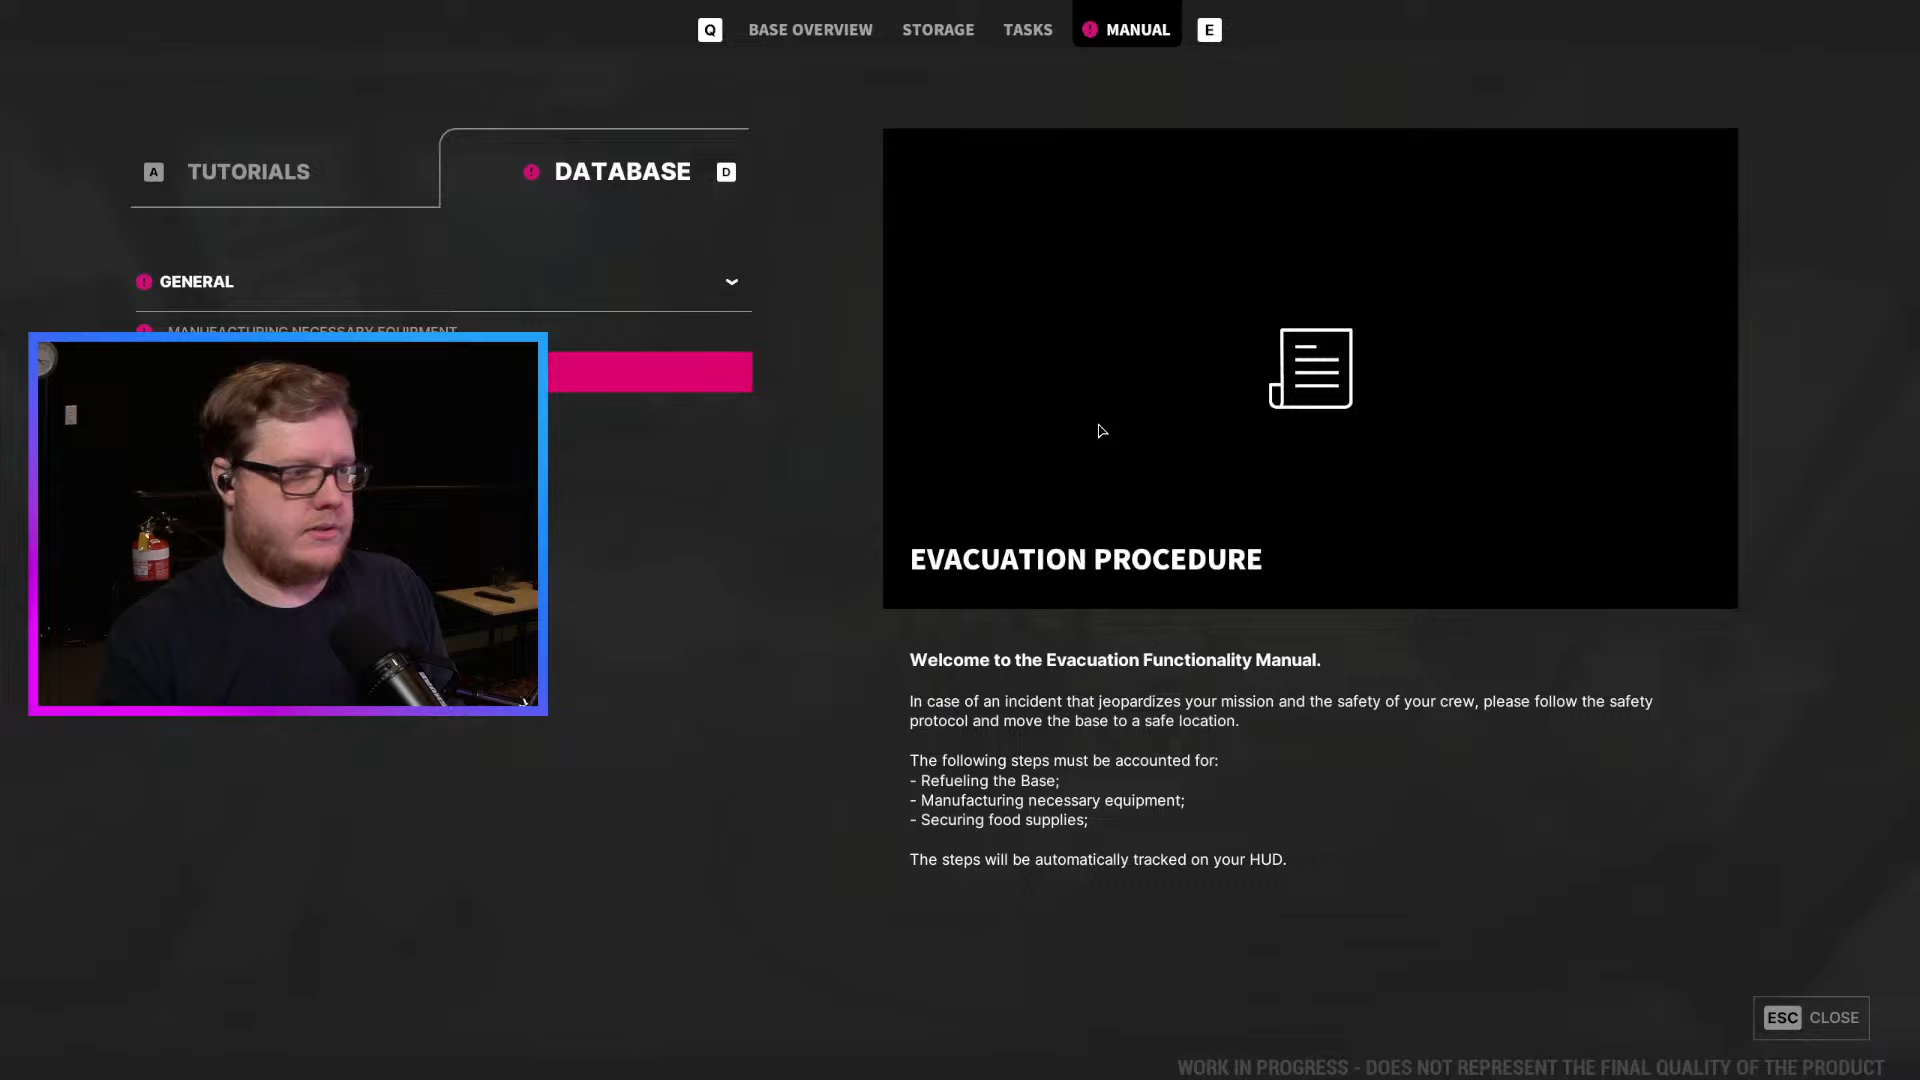 Q BASE OVERVIEW STORAGE TASKS ! MANUAL E
A TUTORIALS ! DATABASE D
! GENERAL
MANUFACTURING NECESSARY EQUIPMENT
EVACUATION PROCEDURE
Welcome to the Evacuation Functionality Manual.
In case of an incident that jeopardizes your mission and the safety of your crew, please follow the safety
protocol and move the base to a safe location.
The following steps must be accounted for:
- Refueling the Base;
- Manufacturing necessary equipment;
- Securing food supplies;
The steps will be automatically tracked on your HUD.
ESC CLOSE
WORK IN PROGRESS - DOES NOT REPRESENT THE FINAL QUALITY OF THE PRODUCT